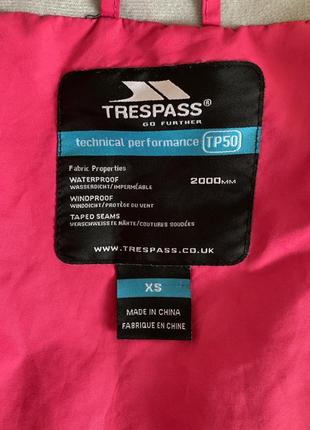 TRESPASS®
GO FURTHER
technical performance TP50
Fabric Properties
WATERPROOF 2000MM
WASSERDICHT/IMPERMÉABLE
WINDPROOF
WINDDICHT/PROTÈGE DU VENT
TAPED SEAMS
VERSCHWEISSTE NÄHTE/COUTURES SOUDÉES
WWW.TRESPASS.CO.UK
XS
MADE IN CHINA
FABRIQUE EN CHINE